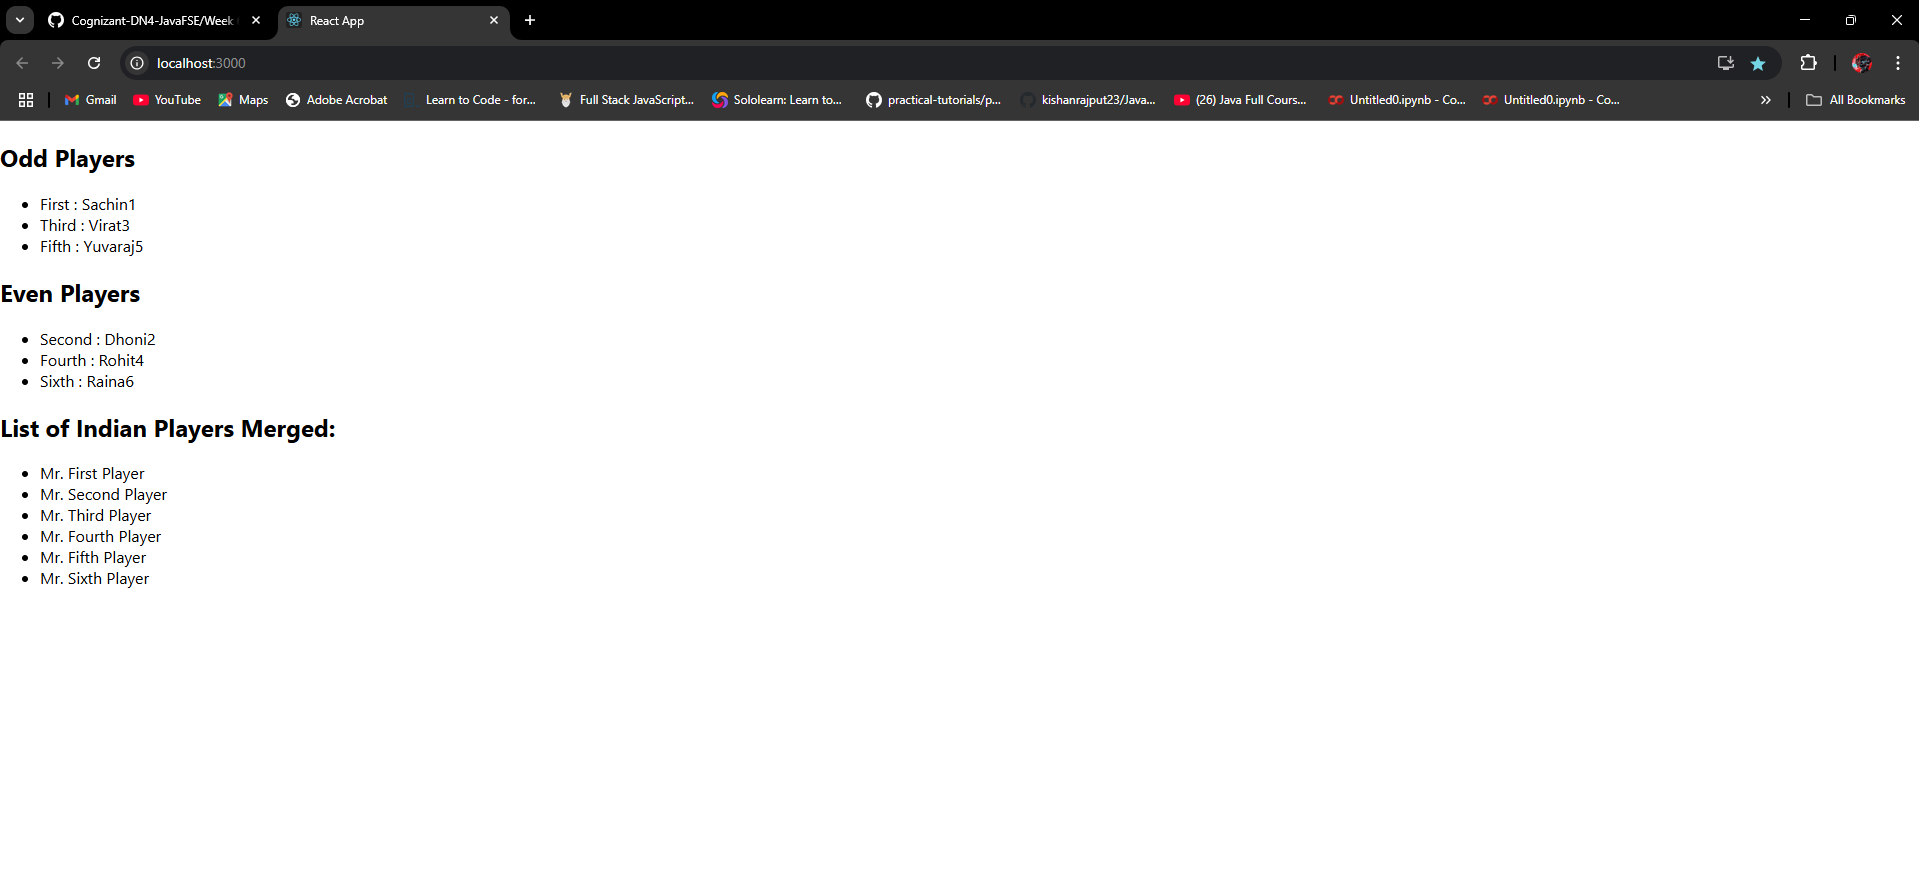 Cognizant-DN4-JavaFSE/Week
React App
localhost:3000
Gmail
YouTube
Maps
Adobe Acrobat
Learn to Code - for...
Full Stack JavaScript...
Sololearn: Learn to...
practical-tutorials/p...
kishanrajput23/Java...
(26) Java Full Cours...
Untitled0.ipynb - Co...
Untitled0.ipynb - Co...
All Bookmarks
Odd Players
First : Sachin1
Third : Virat3
Fifth : Yuvaraj5
Even Players
Second : Dhoni2
Fourth : Rohit4
Sixth : Raina6
List of Indian Players Merged:
Mr. First Player
Mr. Second Player
Mr. Third Player
Mr. Fourth Player
Mr. Fifth Player
Mr. Sixth Player